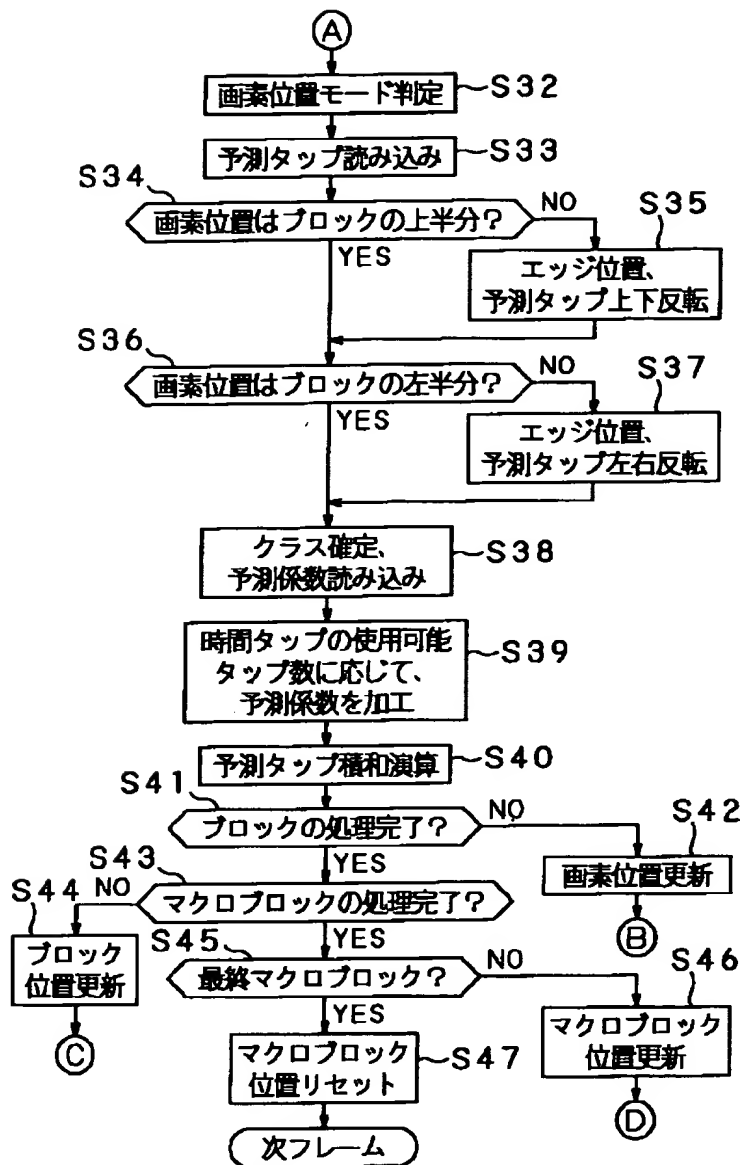 A
画素位置モード判定
S32
予測タップ読み込み
S33
S34
画素位置はブロックの上半分?
NO
YES
S35
エッジ位置、
予測タップ上下反転
S36
画素位置はブロックの左半分?
NO
YES
S37
エッジ位置、
予測タップ左右反転
クラス確定、
予測係数読み込み
S38
時間タップの使用可能
タップ数に応じて、
予測係数を加工
S39
予測タップ積和演算
S40
S41
ブロックの処理完了?
NO
YES
S42
画素位置更新
B
S43
マクロブロックの処理完了?
NO
YES
S44
ブロック
位置更新
C
S45
最終マクロブロック?
NO
YES
S46
マクロブロック
位置更新
D
マクロブロック
位置リセット
S47
次フレーム